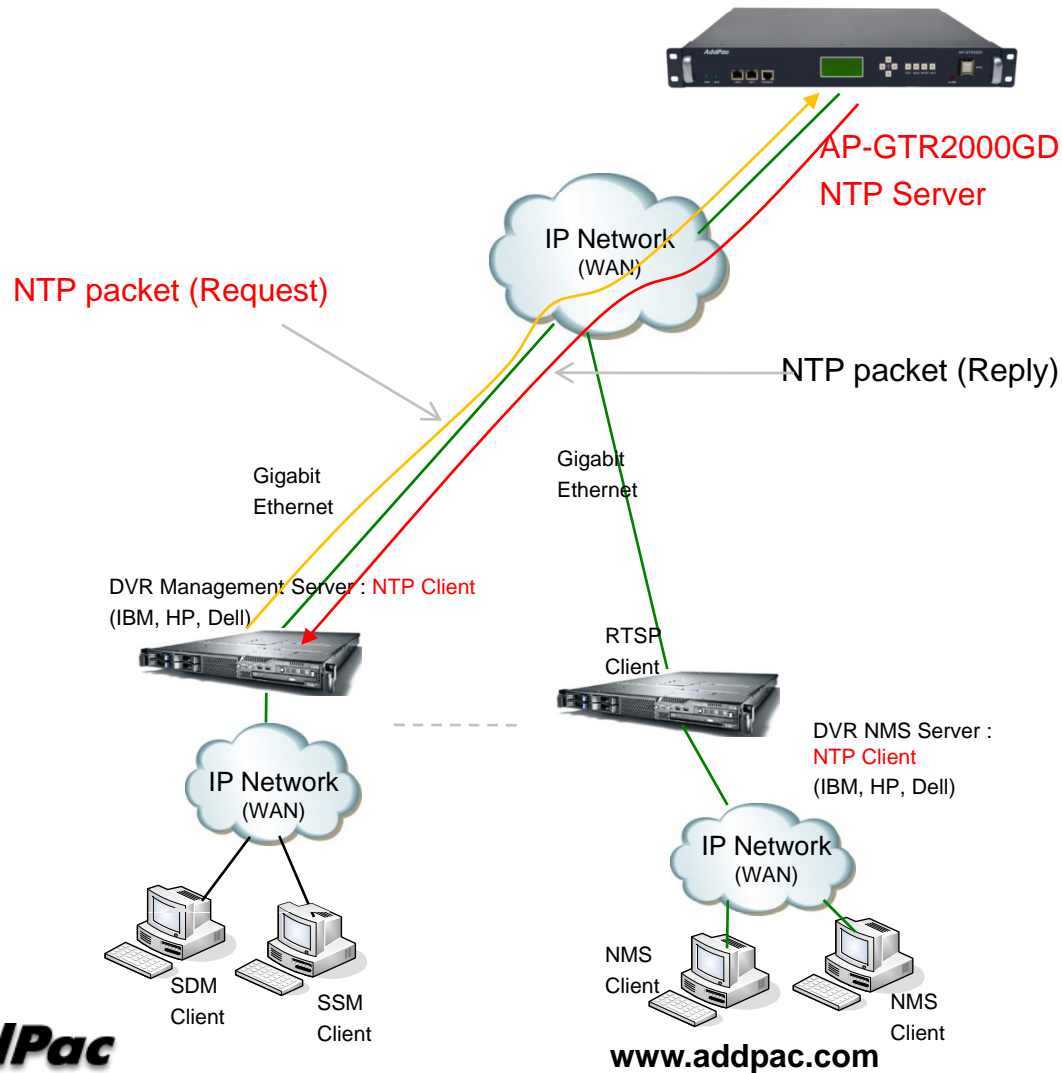 AddPac
AP-GTR2000GD
NTP Server
IP Network
(WAN)
NTP packet (Request)
NTP packet (Reply)
Gigabit
Ethernet
Gigabit
Ethernet
DVR Management Server : NTP Client
(IBM, HP, Dell)
RTSP
Client
DVR NMS Server :
NTP Client
(IBM, HP, Dell)
IP Network
(WAN)
IP Network
(WAN)
SDM
Client
SSM
Client
NMS
Client
NMS
Client
dPac
www.addpac.com